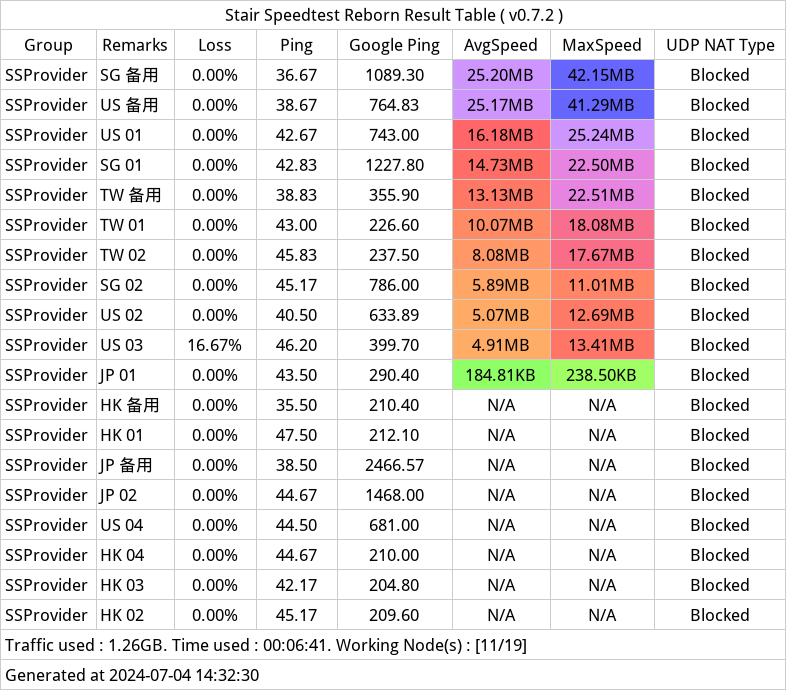 Stair Speedtest Reborn Result Table ( v0.7.2 )
Group Remarks Loss Ping Google Ping AvgSpeed MaxSpeed UDP NAT Type
SSProvider SG 备用 0.00% 36.67 1089.30 25.20MB 42.15MB Blocked
SSProvider US 备用 0.00% 38.67 764.83 25.17MB 41.29MB Blocked
SSProvider US 01 0.00% 42.67 743.00 16.18MB 25.24MB Blocked
SSProvider SG 01 0.00% 42.83 1227.80 14.73MB 22.50MB Blocked
SSProvider TW 备用 0.00% 38.83 355.90 13.13MB 22.51MB Blocked
SSProvider TW 01 0.00% 43.00 226.60 10.07MB 18.08MB Blocked
SSProvider TW 02 0.00% 45.83 237.50 8.08MB 17.67MB Blocked
SSProvider SG 02 0.00% 45.17 786.00 5.89MB 11.01MB Blocked
SSProvider US 02 0.00% 40.50 633.89 5.07MB 12.69MB Blocked
SSProvider US 03 16.67% 46.20 399.70 4.91MB 13.41MB Blocked
SSProvider JP 01 0.00% 43.50 290.40 184.81KB 238.50KB Blocked
SSProvider HK 备用 0.00% 35.50 210.40 N/A N/A Blocked
SSProvider HK 01 0.00% 47.50 212.10 N/A N/A Blocked
SSProvider JP 备用 0.00% 38.50 2466.57 N/A N/A Blocked
SSProvider JP 02 0.00% 44.67 1468.00 N/A N/A Blocked
SSProvider US 04 0.00% 44.50 681.00 N/A N/A Blocked
SSProvider HK 04 0.00% 44.67 210.00 N/A N/A Blocked
SSProvider HK 03 0.00% 42.17 204.80 N/A N/A Blocked
SSProvider HK 02 0.00% 45.17 209.60 N/A N/A Blocked
Traffic used : 1.26GB. Time used : 00:06:41. Working Node(s) : [11/19]
Generated at 2024-07-04 14:32:30